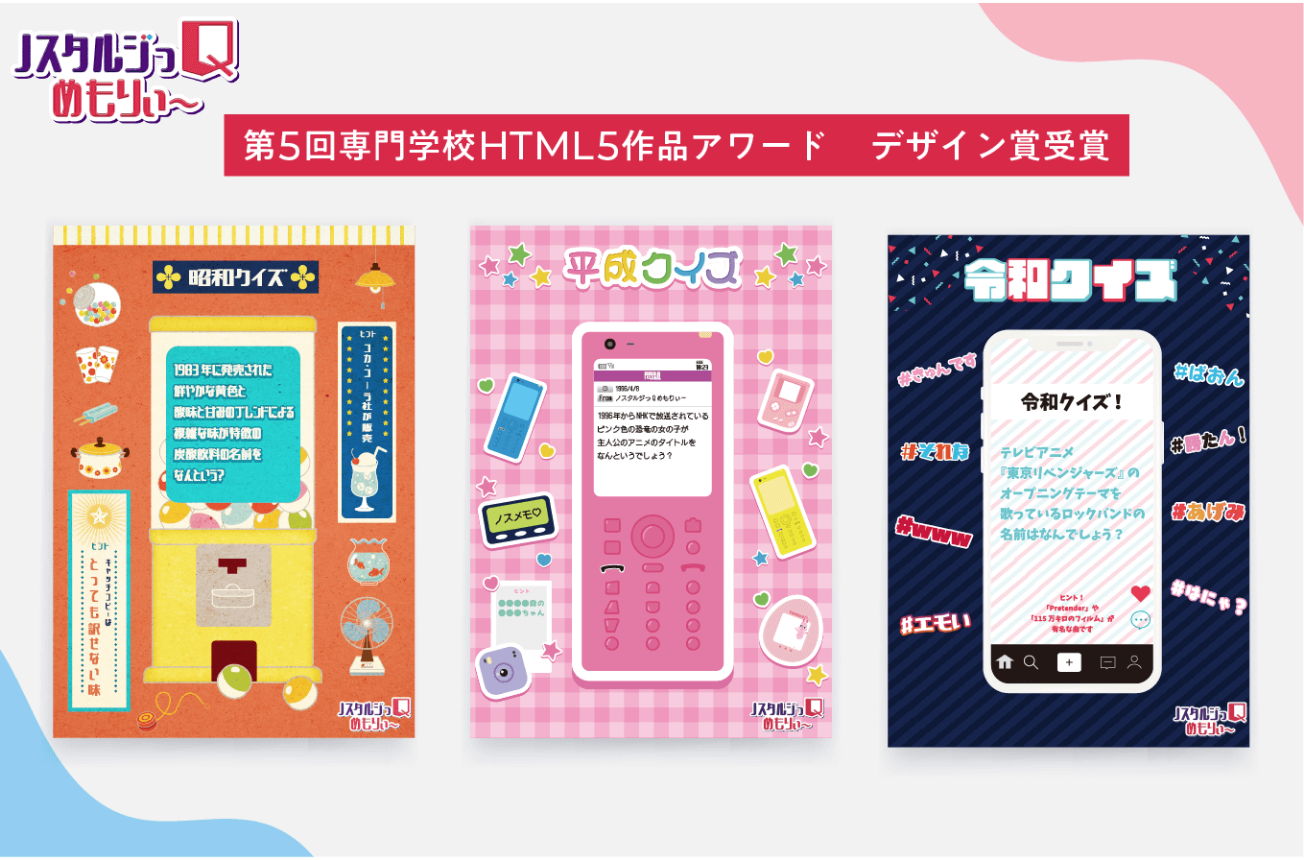 ノスタルジっQ
めもりぃ～
第5回専門学校HTML5作品アワード　デザイン賞受賞
昭和クイズ
1983年に発売された
鮮やかな黄色と
酸味と甘みのブレンドによる
複雑な味が特徴の
炭酸飲料の名前を
なんという?
ヒント
コカ・コーラ社が販売
ヒント
キャッチコピーは
とっても訳せない味
ノスタルジっQ
めもりぃ～
平成クイズ
問題
1996/4/6
From ノスタルジっQめもりぃー
1996年からNHKで放送されている
ピンク色の恐竜の女の子が
主人公のアニメのタイトルを
なんというでしょう？
ノスメモ♡
ヒント
●●●●●の
●●●ちゃん
ノスタルジっQ
めもりぃ～
令和クイズ
#きゅんです
#それな
#www
#エモい
令和クイズ！
テレビアニメ
『東京リベンジャーズ』の
オープニングテーマを
歌っているロックバンドの
名前はなんでしょう？
ヒント！
「Pretender」や
「115万キロのフィルム」が
有名な曲です
#ぱおん
#勝たん！
#あげみ
#はにゃ？
ノスタルジっQ
めもりぃ～